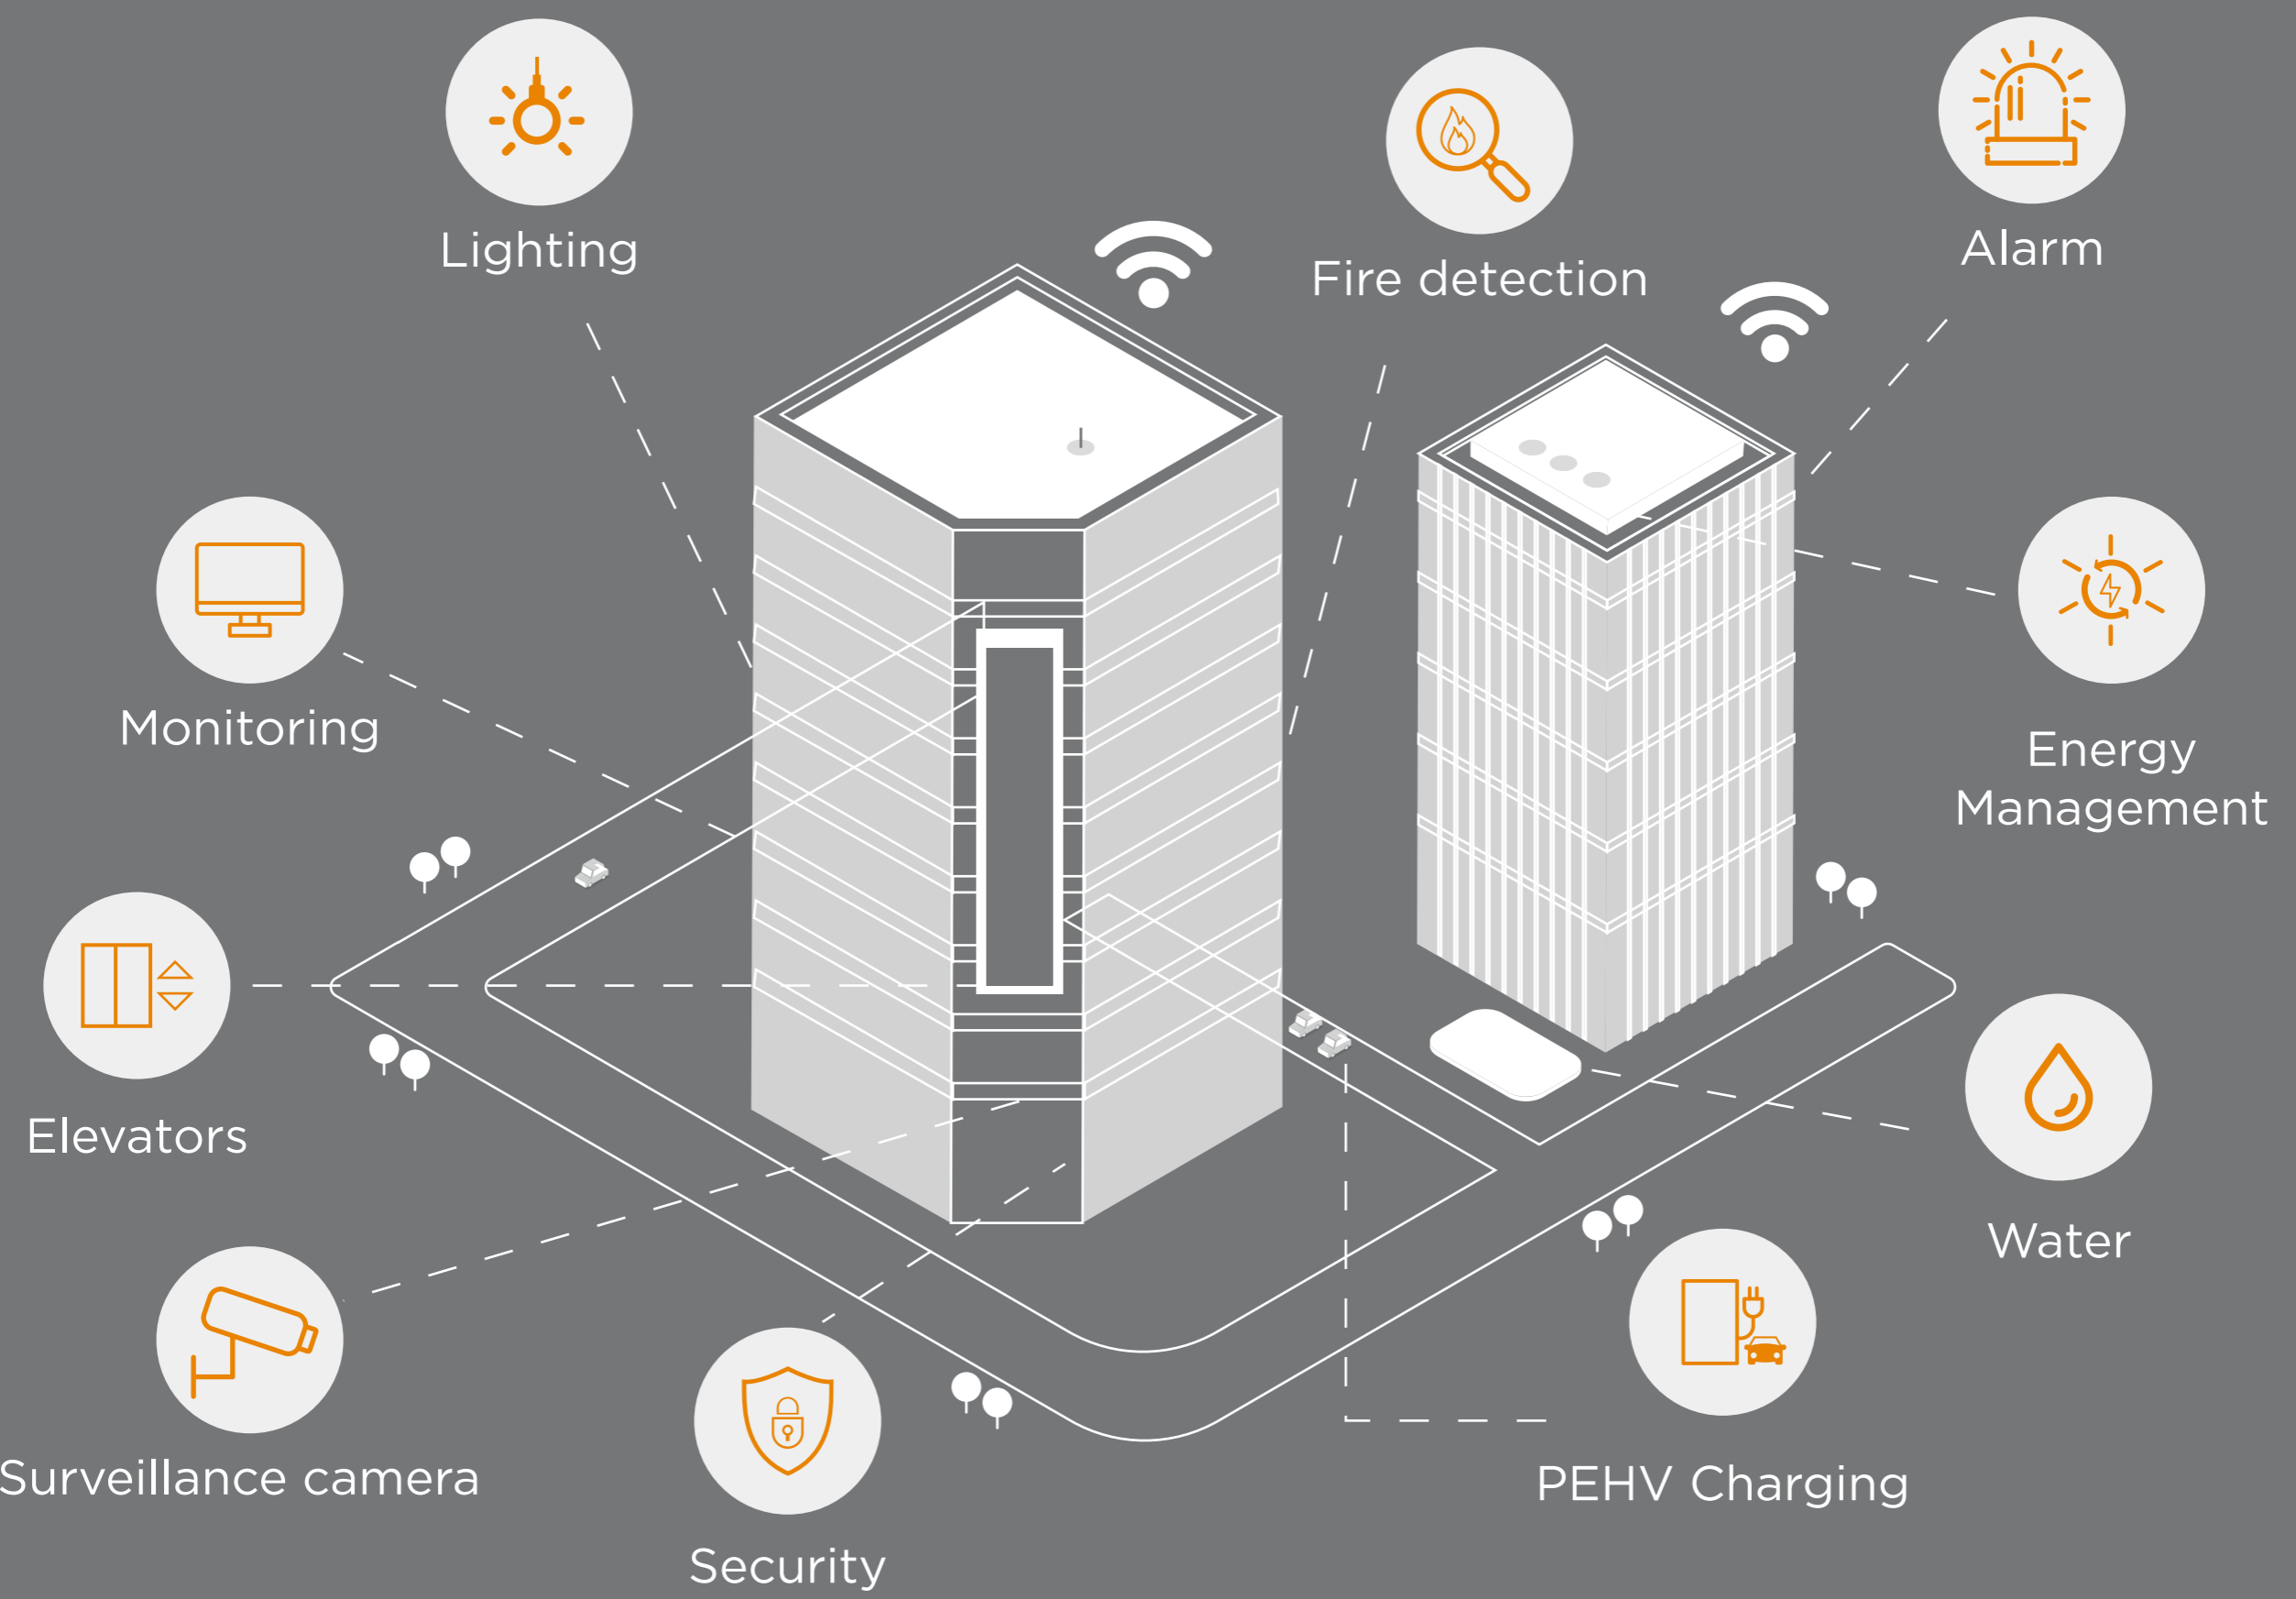 Lighting
Fire detection
Alarm
Monitoring
Energy
Management
Elevators
Water
Surveillance camera
PEHV Charging
Security